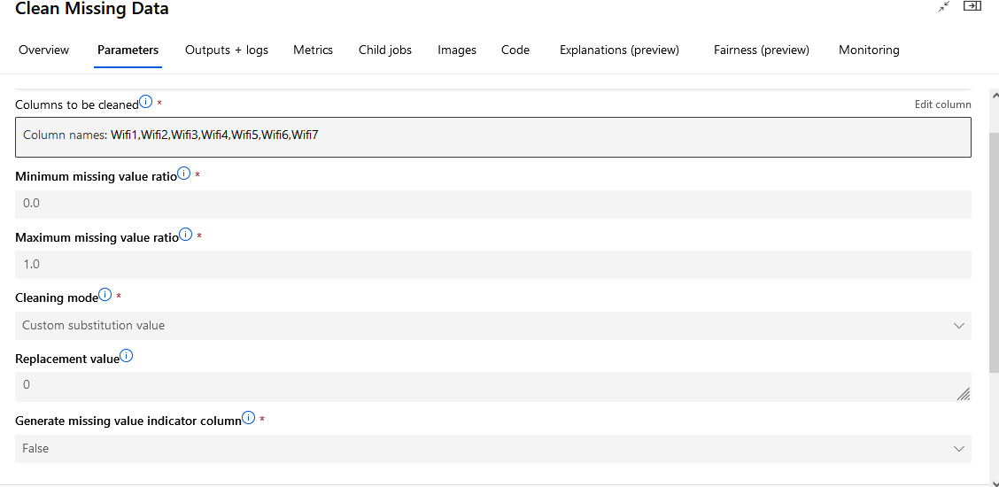 Clean Missing Data
Overview Parameters Outputs + logs Metrics Child jobs Images Code Explanations (preview) Fairness (preview) Monitoring
Columns to be cleaned * Edit column
Column names: Wifi1,Wifi2,Wifi3,Wifi4,Wifi5,Wifi6,Wifi7
Minimum missing value ratio *
0.0
Maximum missing value ratio *
1.0
Cleaning mode *
Custom substitution value
Replacement value
0
Generate missing value indicator column *
False